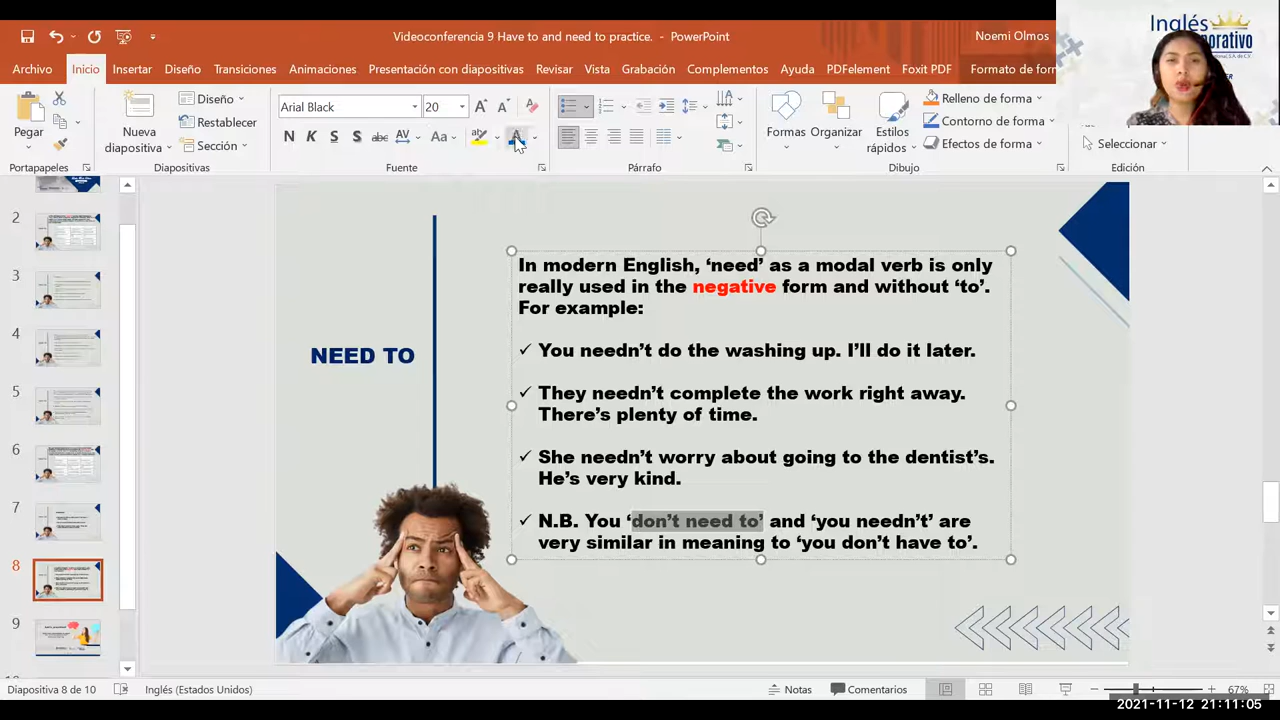 Videoconferencia 9 Have to and need to practice. - PowerPoint
Noemi Olmos
Inglés
orporativo
Archivo Inicio Insertar Diseño Transiciones Animaciones Presentación con diapositivas Revisar Vista Grabación Complementos Ayuda PDFelement Foxit PDF Formato de for
Pegar
Nueva diapositiva
Diseño
Restablecer
Sección
Arial Black 20
N K S S abc AV Aa A
Formas
Organizar
Estilos rápidos
Relleno de forma
Contorno de forma
Efectos de forma
Seleccionar
Portapapeles Diapositivas Fuente Párrafo Dibujo Edición
2
3
4
5
6
7
8
9
NEED TO
In modern English, ‘need’ as a modal verb is only
really used in the negative form and without ‘to’.
For example:
✓ You needn’t do the washing up. I’ll do it later.
✓ They needn’t complete the work right away.
There’s plenty of time.
✓ She needn’t worry about going to the dentist’s.
He’s very kind.
✓ N.B. You ‘don’t need to’ and ‘you needn’t’ are
very similar in meaning to ‘you don’t have to’.
Diapositiva 8 de 10 Inglés (Estados Unidos) Notas Comentarios 67%
2021-11-12 21:11:05